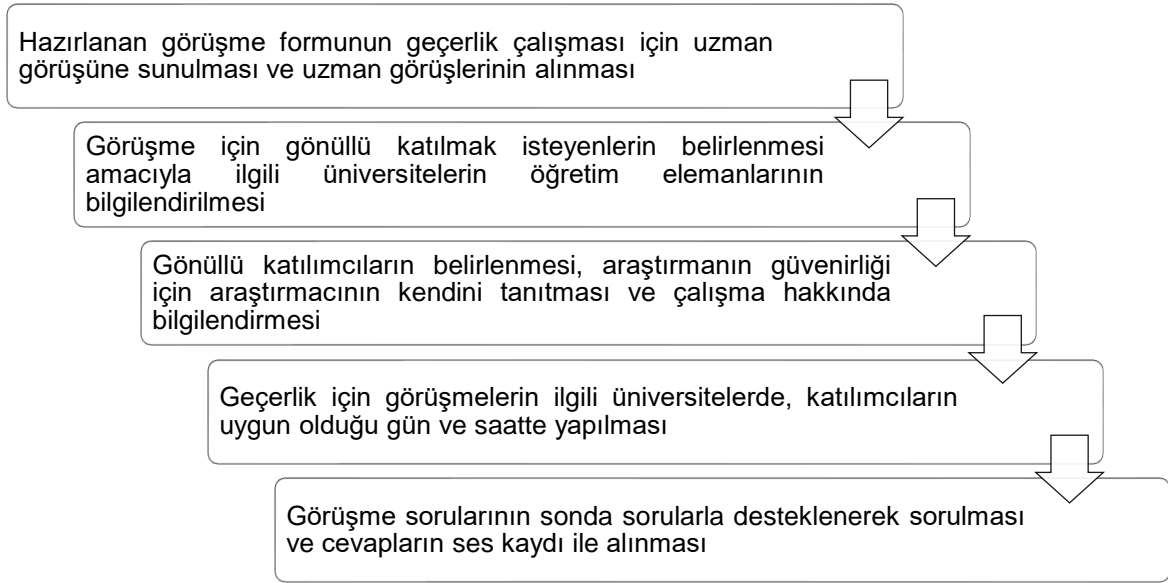 Hazırlanan görüşme formunun geçerlik çalışması için uzman
görüşüne sunulması ve uzman görüşlerinin alınması
Görüşme için gönüllü katılmak isteyenlerin belirlenmesi
amacıyla ilgili üniversitelerin öğretim elemanlarının
bilgilendirilmesi
Gönüllü katılımcıların belirlenmesi, araştırmanın güvenirliği
için araştırmacının kendini tanıtması ve çalışma hakkında
bilgilendirmesi
Geçerlik için görüşmelerin ilgili üniversitelerde, katılımcıların
uygun olduğu gün ve saatte yapılması
Görüşme sorularının sonda sorularla desteklenerek sorulması
ve cevapların ses kaydı ile alınması